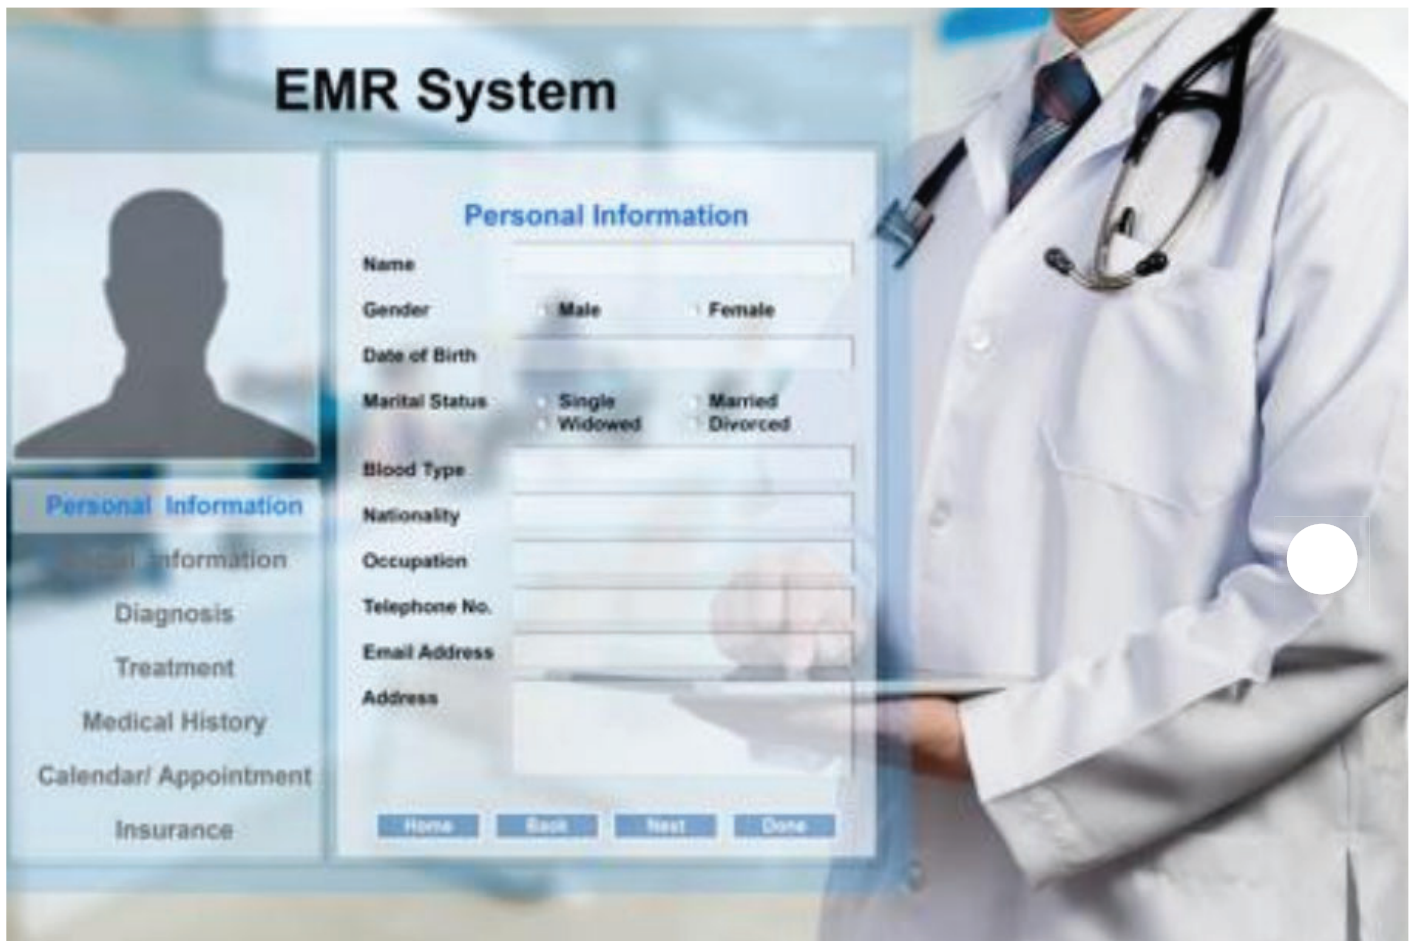 EMR System
Personal Information
Name
Gender Male Female
Date of Birth
Marital Status Single Married
Widowed Divorced
Blood Type
Nationality
Occupation
Telephone No.
Email Address
Address
Home Back Next Done
Personal Information
Information
Diagnosis
Treatment
Medical History
Calendar/ Appointment
Insurance